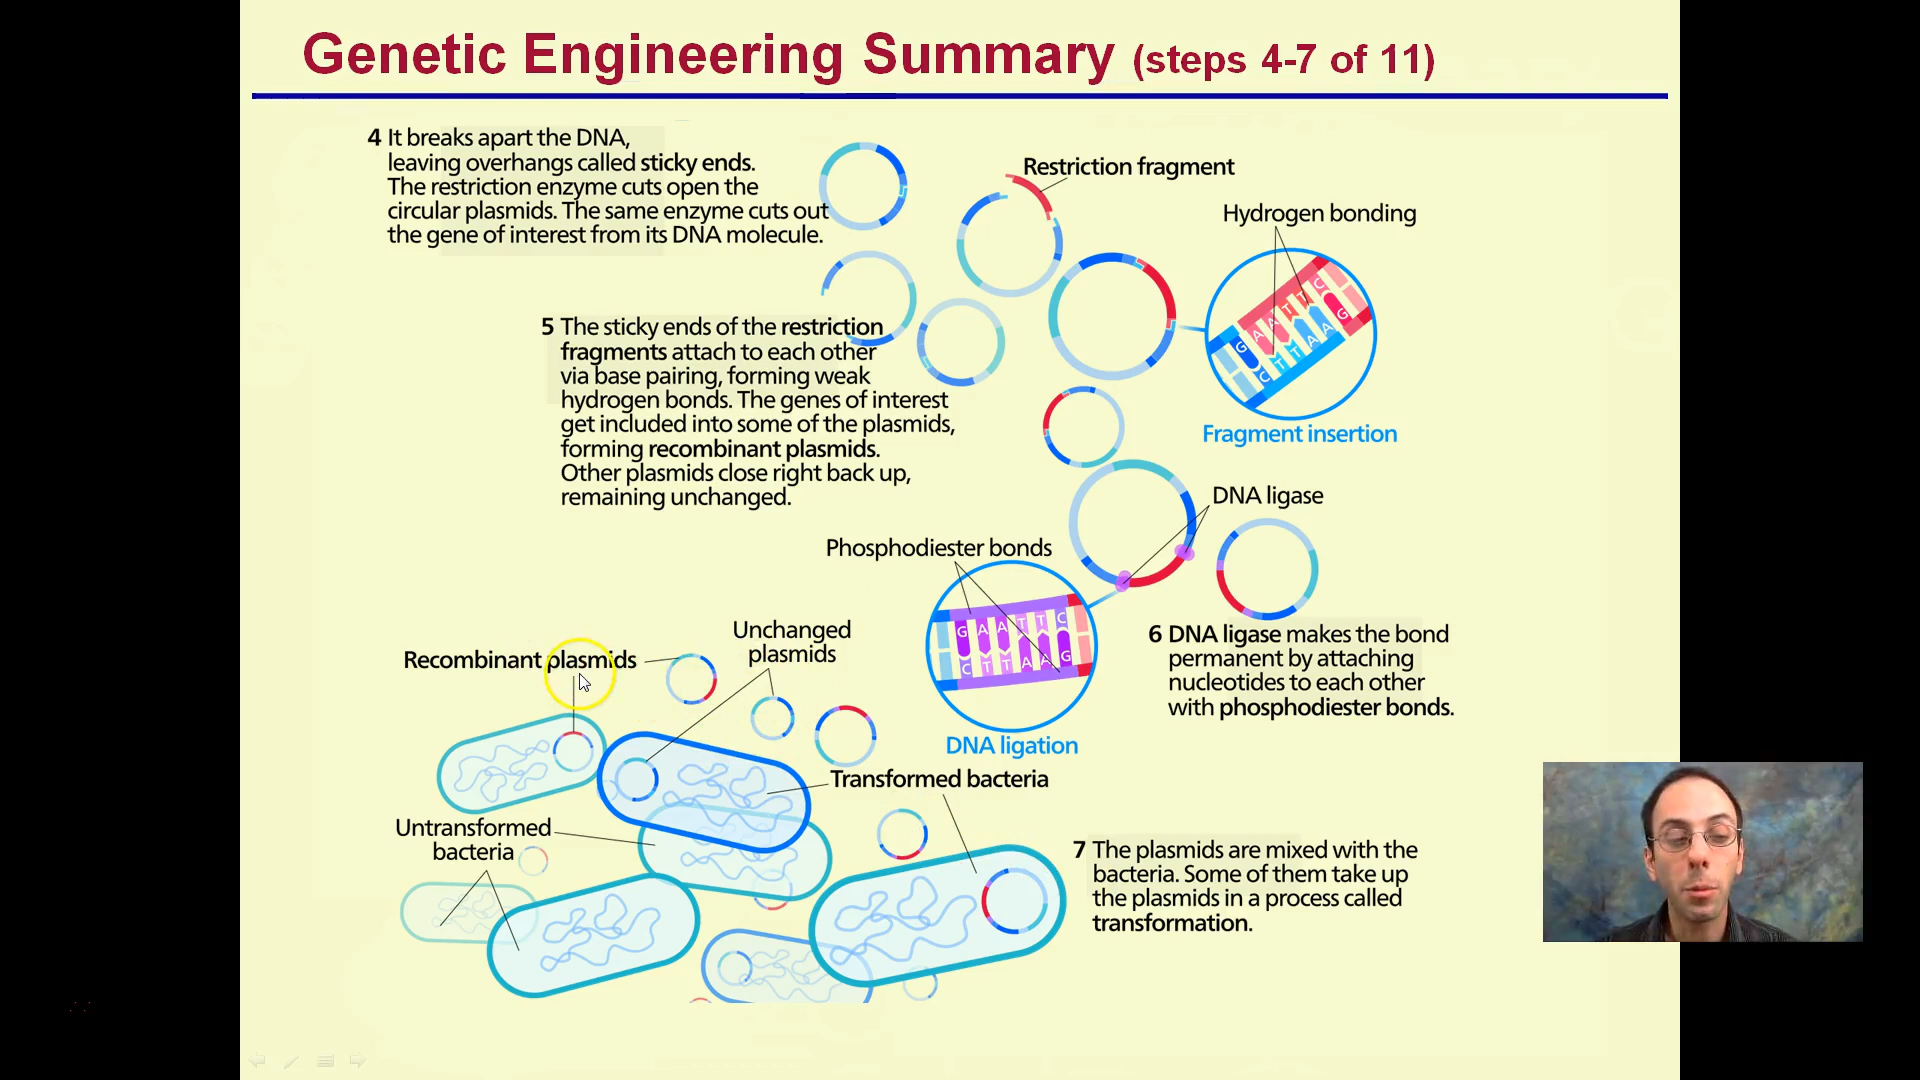 Genetic Engineering Summary (steps 4-7 of 11)
4 It breaks apart the DNA,
leaving overhangs called sticky ends.
The restriction enzyme cuts open the
circular plasmids. The same enzyme cuts out
the gene of interest from its DNA molecule.
Restriction fragment
Hydrogen bonding
G A A T T C
C T T A A G
Fragment insertion
5 The sticky ends of the restriction
fragments attach to each other
via base pairing, forming weak
hydrogen bonds. The genes of interest
get included into some of the plasmids,
forming recombinant plasmids.
Other plasmids close right back up,
remaining unchanged.
DNA ligase
Phosphodiester bonds
G A A T T C
C T T A A G
DNA ligation
6 DNA ligase makes the bond
permanent by attaching
nucleotides to each other
with phosphodiester bonds.
Recombinant plasmids
Unchanged
plasmids
Transformed bacteria
Untransformed
bacteria
7 The plasmids are mixed with the
bacteria. Some of them take up
the plasmids in a process called
transformation.